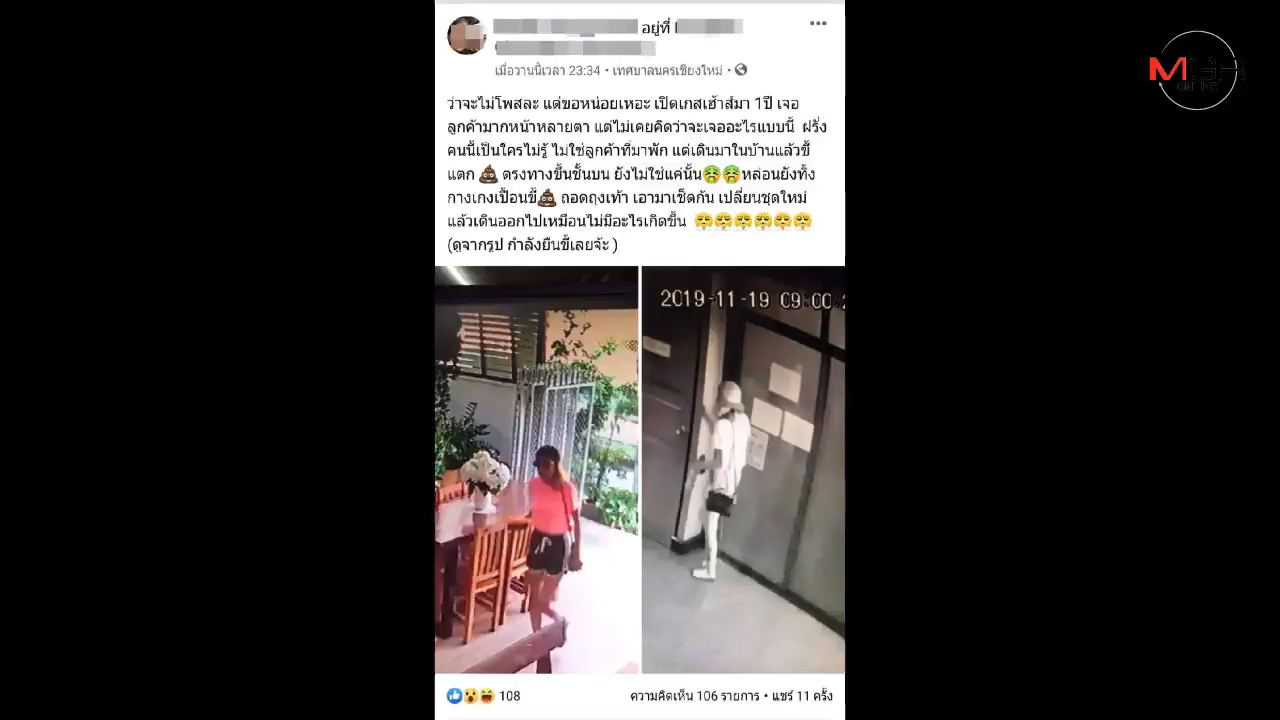 อยู่ที่
เมื่อวานนี้เวลา 23:34 • เทศบาลนครเชียงใหม่ •
ว่าจะไม่โพสละ แต่ขอหน่อยเหอะ เปิดเกสเฮ้าส์มา 1ปี เจอ
ลูกค้ามากหน้าหลายตา แต่ไม่เคยคิดว่าจะเจออะไรแบบนี้ ฝรั่ง
คนนี้เป็นใครไม่รู้ ไม่ใช่ลูกค้าที่มาพัก แต่เดินมาในบ้านแล้วขี้
แตก 💩 ตรงทางขึ้นชั้นบน ยังไม่ใช่แค่นั้น🤮🤮หล่อนยังทิ้ง
กางเกงเปื้อนขี้💩 ถอดถุงเท้า เอามาเช็ดกัน เปลี่ยนชุดใหม่
แล้วเดินออกไปเหมือนไม่มีอะไรเกิดขึ้น 😤😤😤😤😤😤
(ดูจากรูป กำลังยืนขี้เลยจ้ะ )
2019-11-19 09:00
108
ความคิดเห็น 106 รายการ • แชร์ 11 ครั้ง
MGR
ONLINE